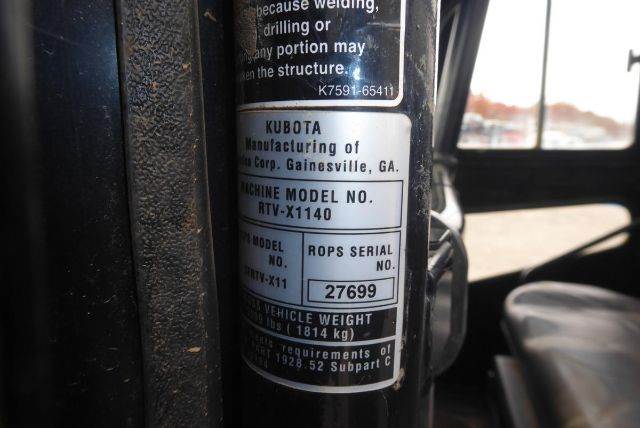 because welding,
drilling or
any portion may
the structure.
K7591-65411
KUBOTA
Manufacturing of
Corp. Gainesville, GA.
MACHINE MODEL NO.
RTV-X1140
MODEL
NO.
ROPS SERIAL
NO.
27699
VEHICLE WEIGHT
lbs ( 1814 kg)
requirements of
1928.52 Subpart C